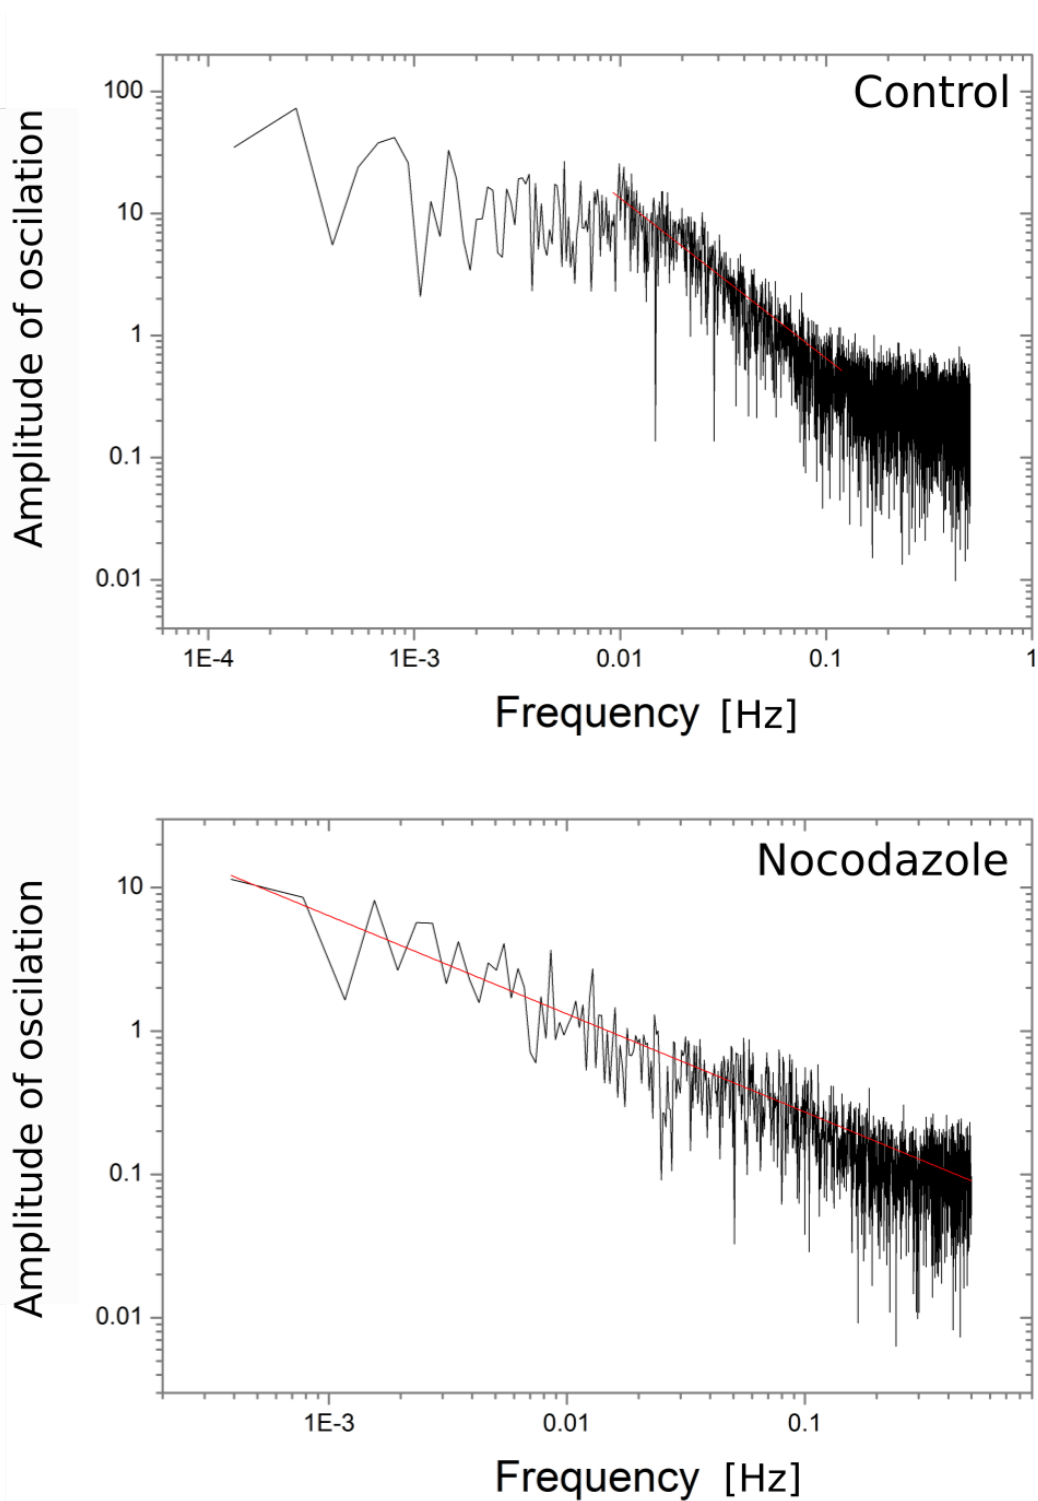 Control
Amplitude of oscilation
100
10
1
0.1
0.01
1E-4
1E-3
0.01
0.1
1
Frequency [Hz]
Nocodazole
Amplitude of oscilation
10
1
0.1
0.01
1E-3
0.01
0.1
Frequency [Hz]